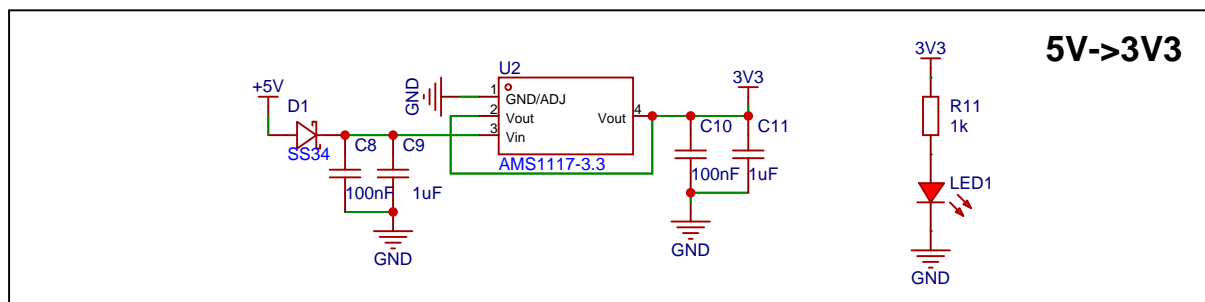 5V->3V3
+5V
D1
SS34
C8
100nF
C9
1uF
GND
GND
U2
1
GND/ADJ
2
Vout
3
Vin
Vout
4
AMS1117-3.3
3V3
C10
100nF
C11
1uF
GND
3V3
R11
1k
LED1
GND